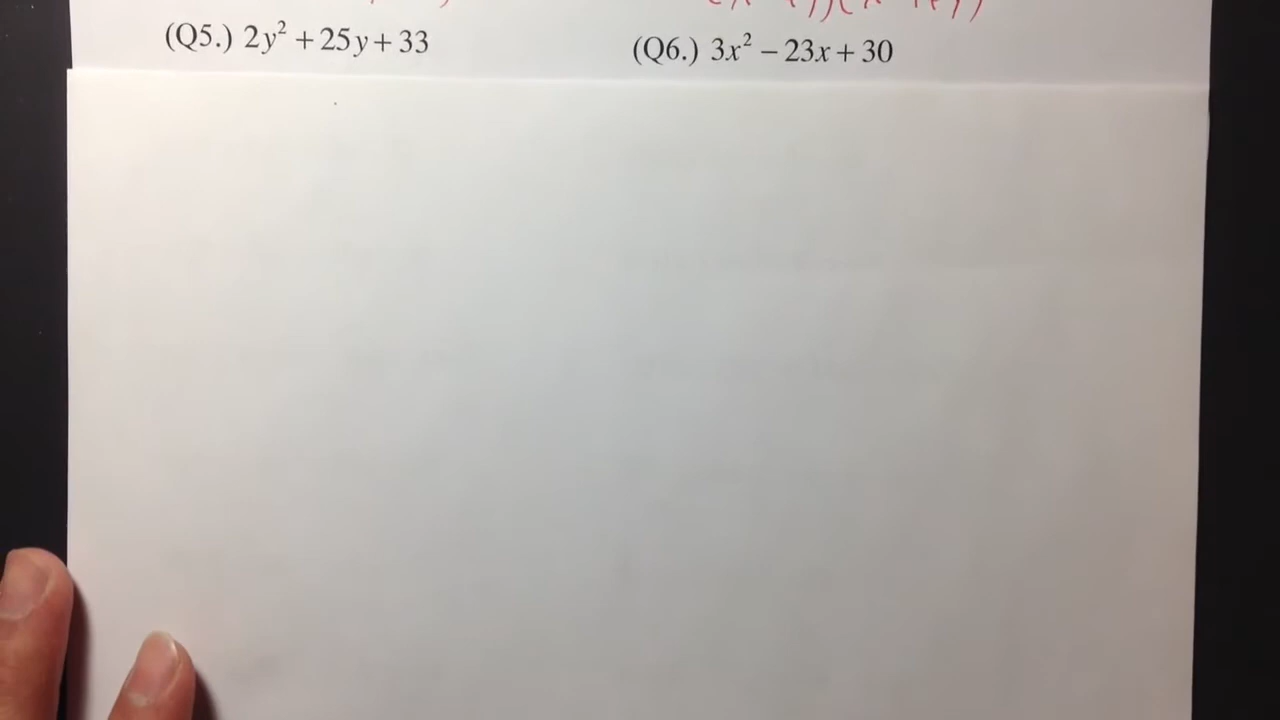 (Q5.) 2y² + 25y + 33
(Q6.) 3x² – 23x + 30